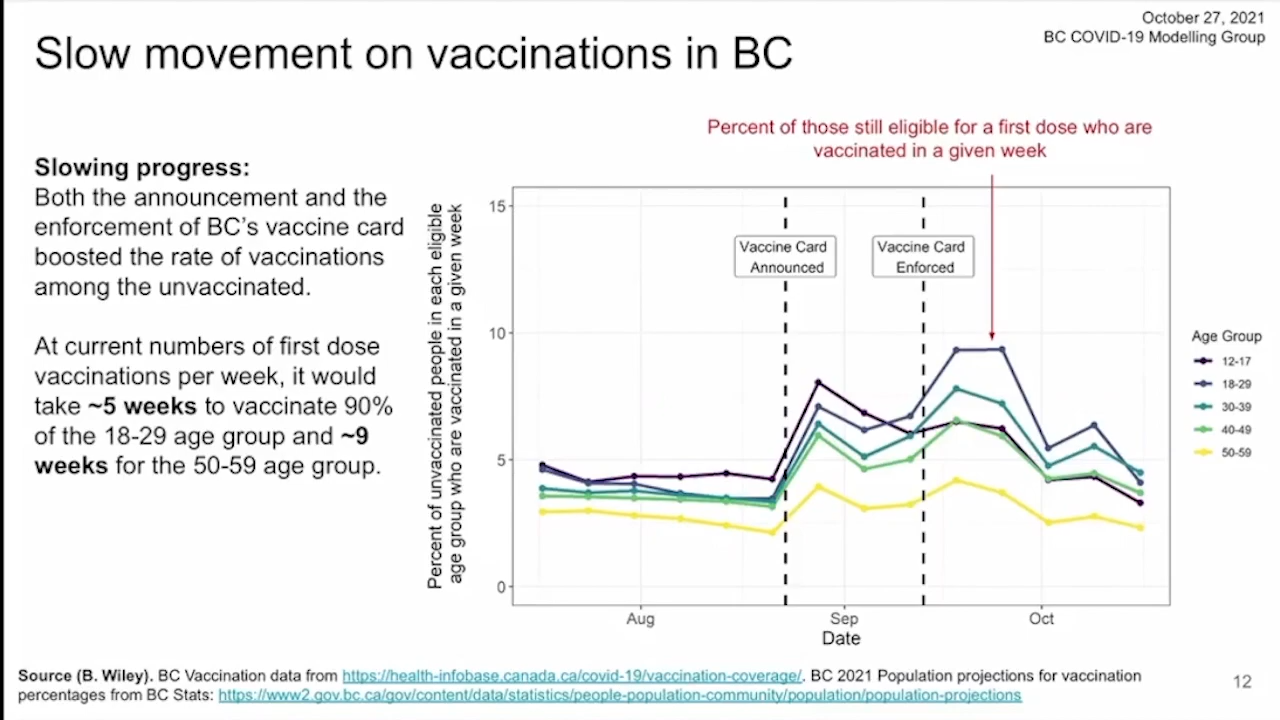 October 27, 2021
BC COVID-19 Modelling Group
Slow movement on vaccinations in BC
Slowing progress:
Both the announcement and the
enforcement of BC's vaccine card
boosted the rate of vaccinations
among the unvaccinated.
At current numbers of first dose
vaccinations per week, it would
take ~5 weeks to vaccinate 90%
of the 18-29 age group and ~9
weeks for the 50-59 age group.
Percent of those still eligible for a first dose who are
vaccinated in a given week
Percent of unvaccinated people in each eligible
age group who are vaccinated in a given week
15
10
5
0
Vaccine Card
Announced
Vaccine Card
Enforced
Aug
Sep
Oct
Date
Age Group
12-17
18-29
30-39
40-49
50-59
Source (B. Wiley). BC Vaccination data from https://health-infobase.canada.ca/covid-19/vaccination-coverage/. BC 2021 Population projections for vaccination
percentages from BC Stats: https://www2.gov.bc.ca/gov/content/data/statistics/people-population-community/population/population-projections
12